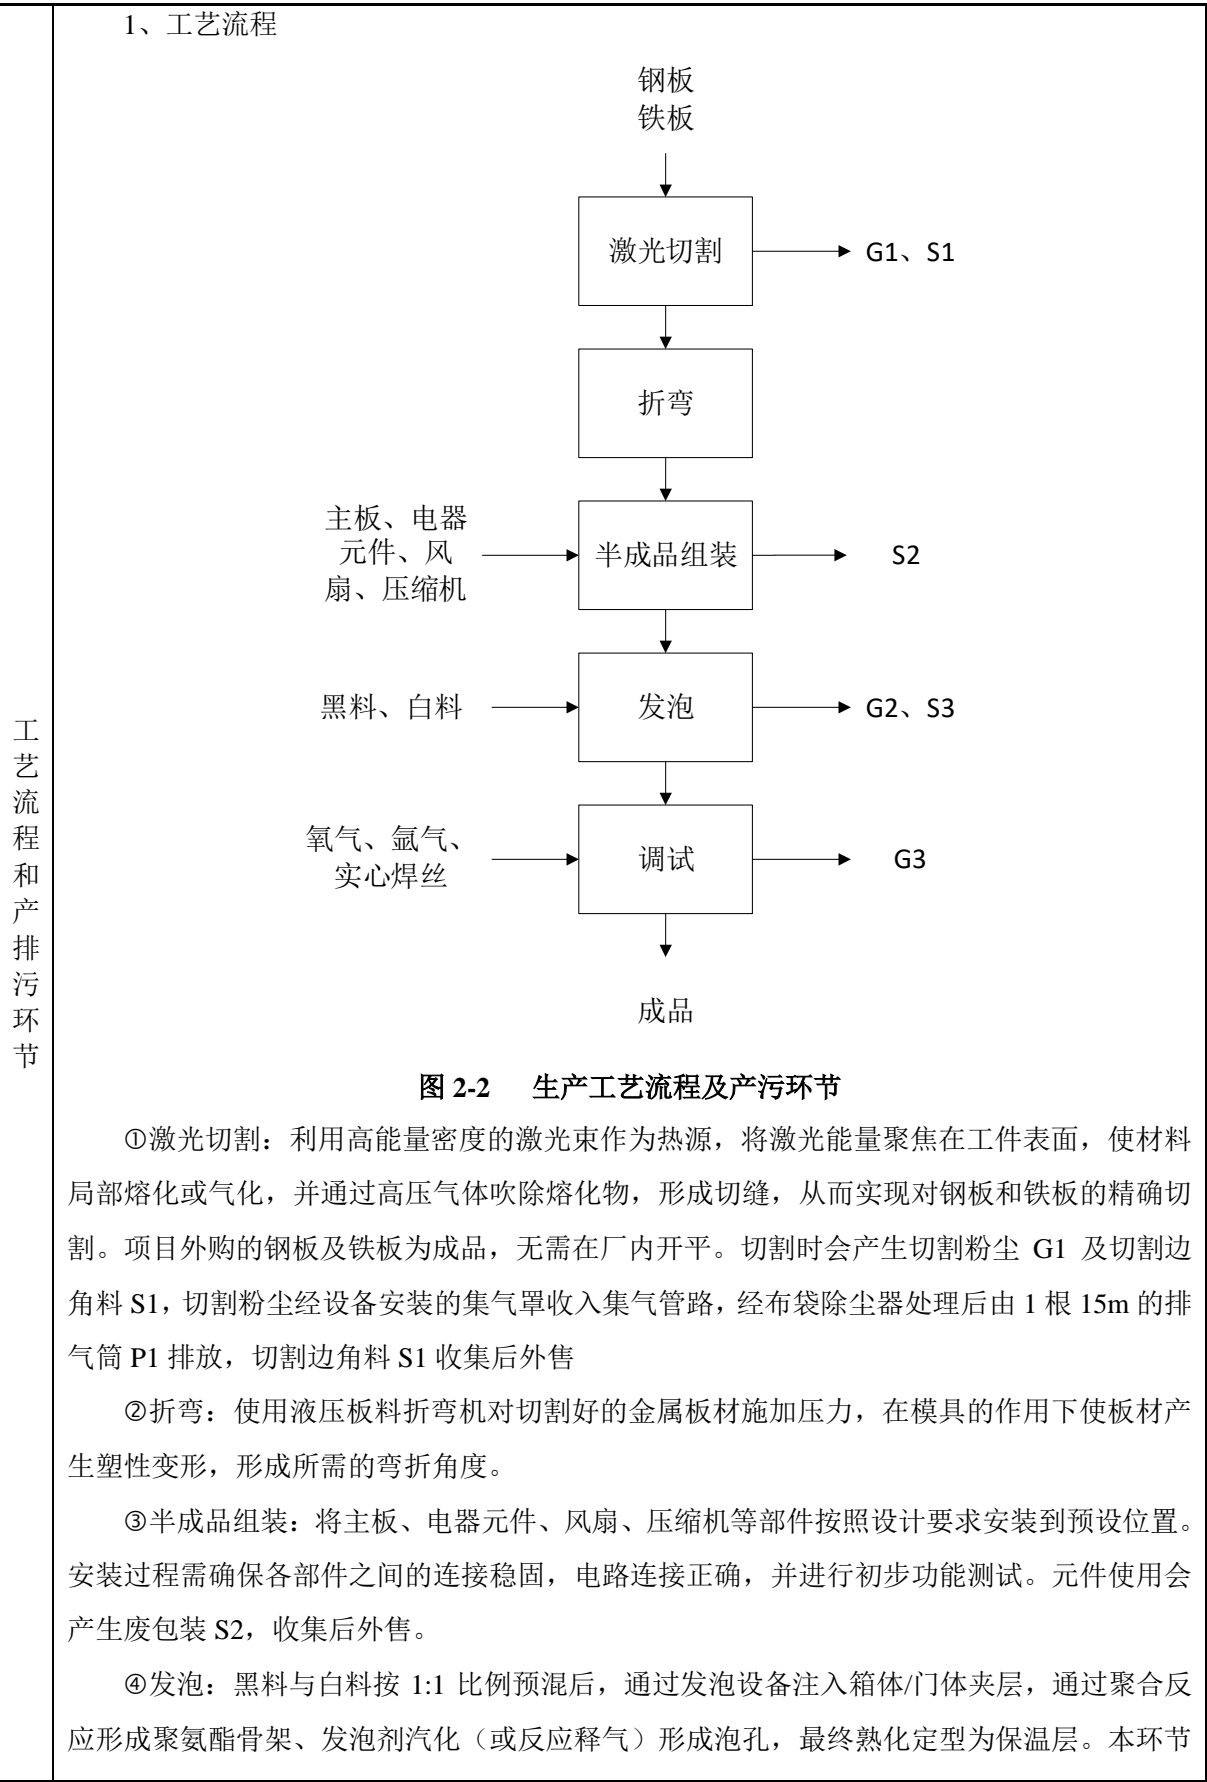 1、工艺流程
钢板
铁板
激光切割
G1、S1
折弯
主板、电器
元件、风
扇、压缩机
半成品组装
S2
黑料、白料
发泡
G2、S3
氧气、氩气、
实心焊丝
调试
G3
成品
工
艺
流
程
和
产
排
污
环
节
图 2-2 生产工艺流程及产污环节
①激光切割：利用高能量密度的激光束作为热源，将激光能量聚焦在工件表面，使材料
局部熔化或气化，并通过高压气体吹除熔化物，形成切缝，从而实现对钢板和铁板的精确切
割。项目外购的钢板及铁板为成品，无需在厂内开平。切割时会产生切割粉尘 G1 及切割边
角料 S1，切割粉尘经设备安装的集气罩收入集气管路，经布袋除尘器处理后由 1 根 15m 的排
气筒 P1 排放，切割边角料 S1 收集后外售
②折弯：使用液压板料折弯机对切割好的金属板材施加压力，在模具的作用下使板材产
生塑性变形，形成所需的弯折角度。
③半成品组装：将主板、电器元件、风扇、压缩机等部件按照设计要求安装到预设位置。
安装过程需确保各部件之间的连接稳固，电路连接正确，并进行初步功能测试。元件使用会
产生废包装 S2，收集后外售。
④发泡：黑料与白料按 1:1 比例预混后，通过发泡设备注入箱体/门体夹层，通过聚合反
应形成聚氨酯骨架、发泡剂汽化（或反应释气）形成泡孔，最终熟化定型为保温层。本环节